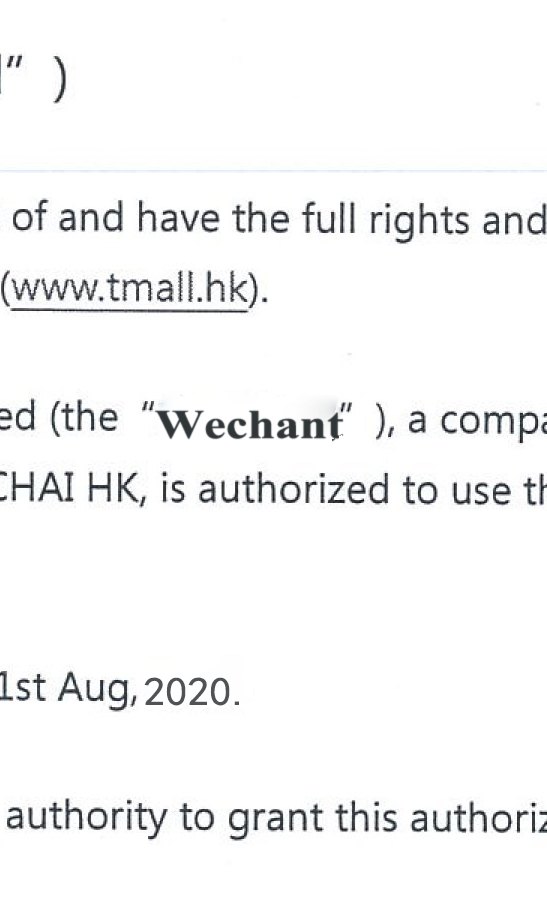 " )
of and have the full rights and
(www.tmall.hk).
ed (the "Wechant" ), a compa
CHAI HK, is authorized to use th
1st Aug, 2020.
authority to grant this authoriz